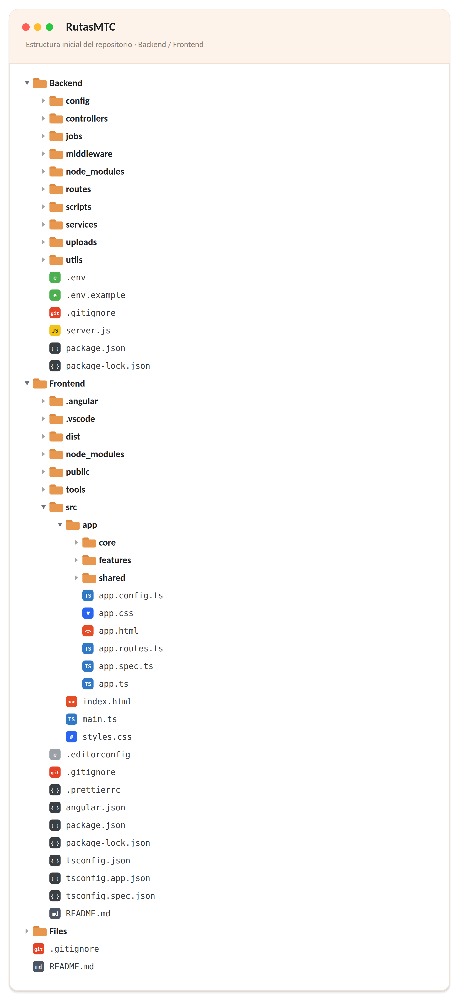 RutasMTC
Estructura inicial del repositorio · Backend / Frontend
Backend
config
controllers
jobs
middleware
node_modules
routes
scripts
services
uploads
utils
e .env
e .env.example
git .gitignore
JS server.js
{ } package.json
{ } package-lock.json
Frontend
.angular
.vscode
dist
node_modules
public
tools
src
app
core
features
shared
TS app.config.ts
# app.css
<> app.html
TS app.routes.ts
TS app.spec.ts
TS app.ts
<> index.html
TS main.ts
# styles.css
e .editorconfig
git .gitignore
{ } .prettierrc
{ } angular.json
{ } package.json
{ } package-lock.json
{ } tsconfig.json
{ } tsconfig.app.json
{ } tsconfig.spec.json
md README.md
Files
git .gitignore
md README.md